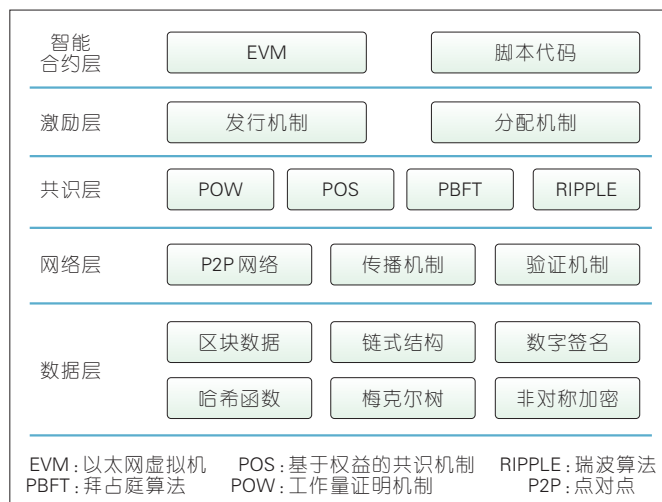 智能
合约层
EVM 脚本代码
激励层 发行机制 分配机制
共识层 POW POS PBFT RIPPLE
网络层 P2P 网络 传播机制 验证机制
区块数据 链式结构 数字签名
数据层
哈希函数 梅克尔树 非对称加密
EVM：以太网虚拟机 POS：基于权益的共识机制 RIPPLE：瑞波算法
PBFT：拜占庭算法 POW：工作量证明机制 P2P：点对点